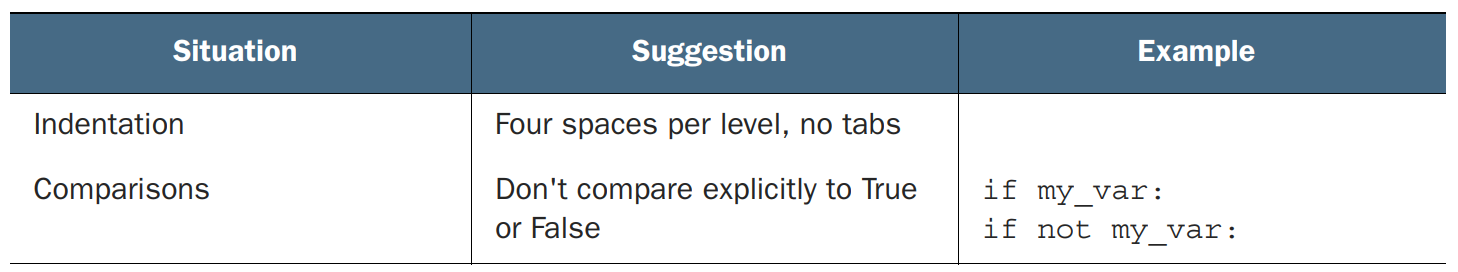 Situation Suggestion Example
Indentation Four spaces per level, no tabs
Comparisons Don't compare explicitly to True if my_var:
or False if not my_var: